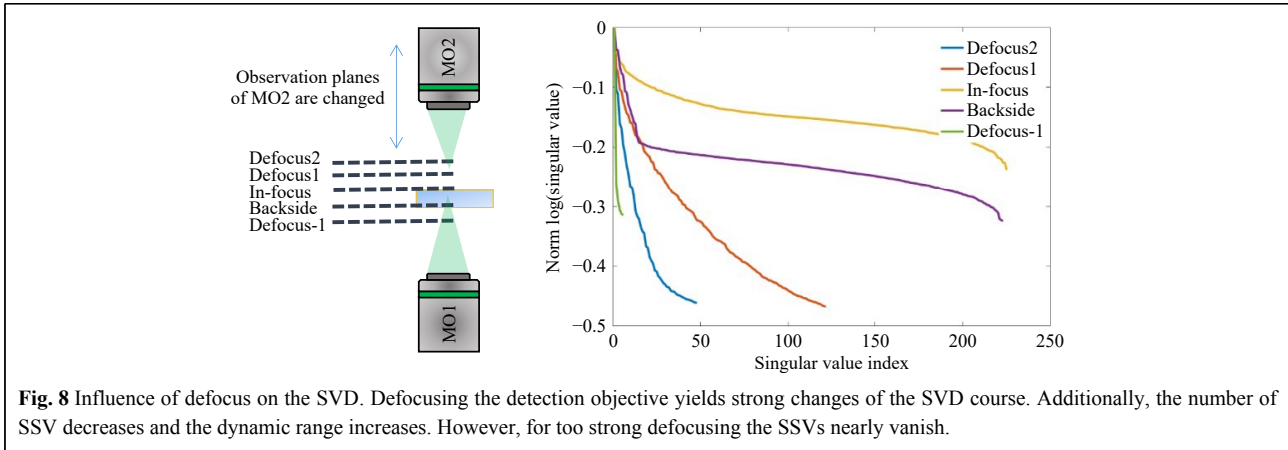 MO2
Observation planes
of MO2 are changed
Defocus2
Defocus1
In-focus
Backside
Defocus-1
MO1
0
−0.1
−0.2
−0.3
−0.4
−0.5
Norm log(singular value)
0
50
100
150
200
250
Singular value index
Defocus2
Defocus1
In-focus
Backside
Defocus-1
Fig. 8 Influence of defocus on the SVD. Defocusing the detection objective yields strong changes of the SVD course. Additionally, the number of
SSV decreases and the dynamic range increases. However, for too strong defocusing the SSVs nearly vanish.